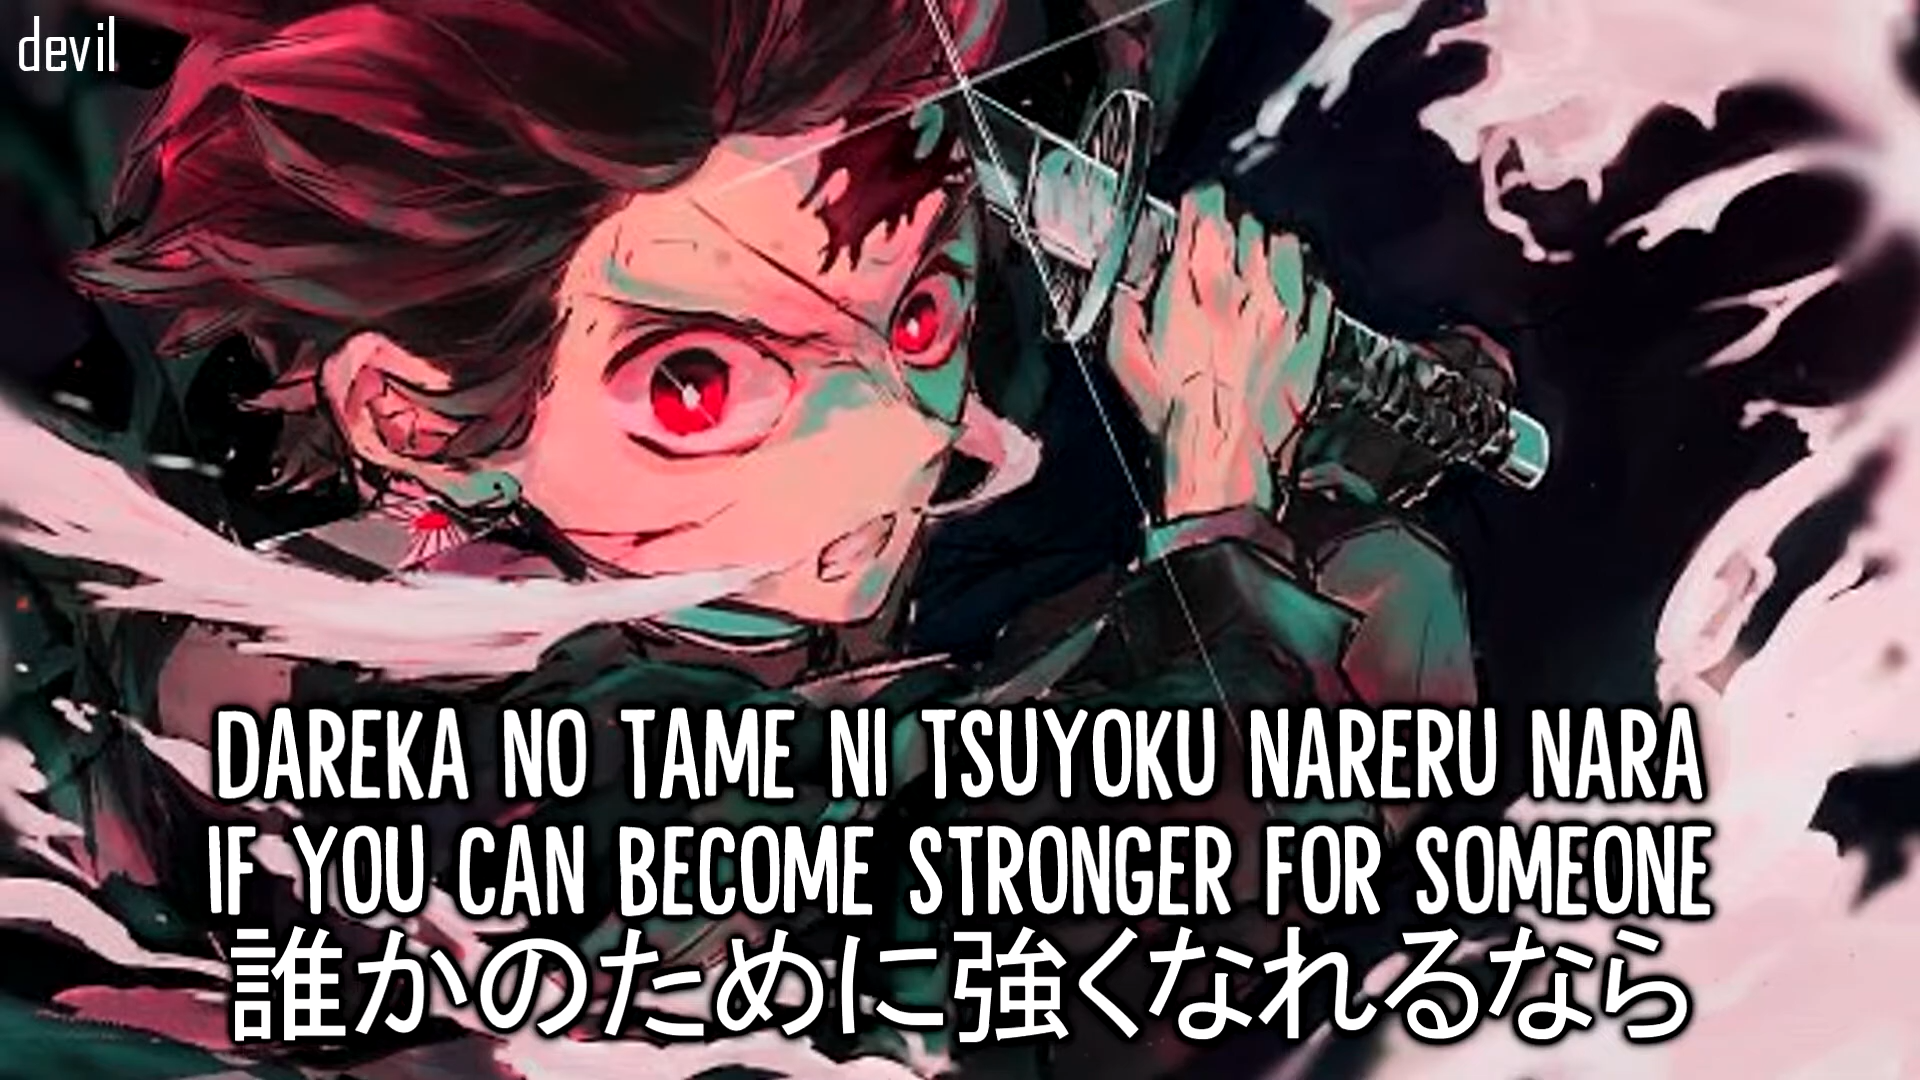 devil
DAREKA NO TAME NI TSUYOKU NARERU NARA
IF YOU CAN BECOME STRONGER FOR SOMEONE
誰かのために強くなれるなら